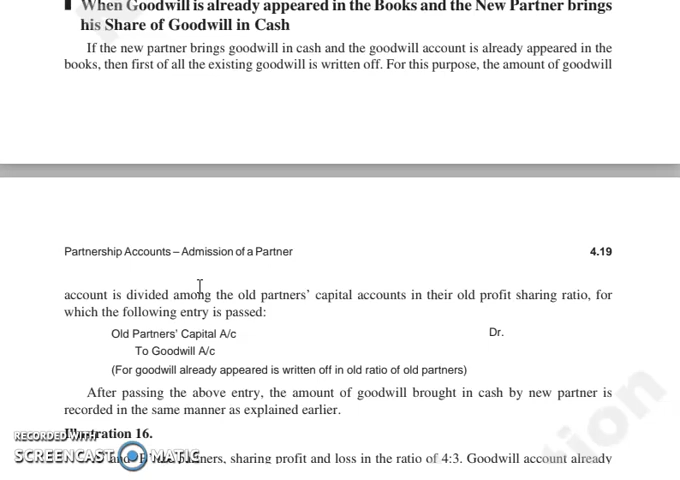 When Goodwill is already appeared in the Books and the New Partner brings
his Share of Goodwill in Cash
If the new partner brings goodwill in cash and the goodwill account is already appeared in the
books, then first of all the existing goodwill is written off. For this purpose, the amount of goodwill
Partnership Accounts – Admission of a Partner 4.19
account is divided among the old partners' capital accounts in their old profit sharing ratio, for
which the following entry is passed:
Old Partners' Capital A/c Dr.
To Goodwill A/c
(For goodwill already appeared is written off in old ratio of old partners)
After passing the above entry, the amount of goodwill brought in cash by new partner is
recorded in the same manner as explained earlier.
Illustration 16.
RECORDED WITH
SCREENCAST MATIC
partners, sharing profit and loss in the ratio of 4:3. Goodwill account already
tion